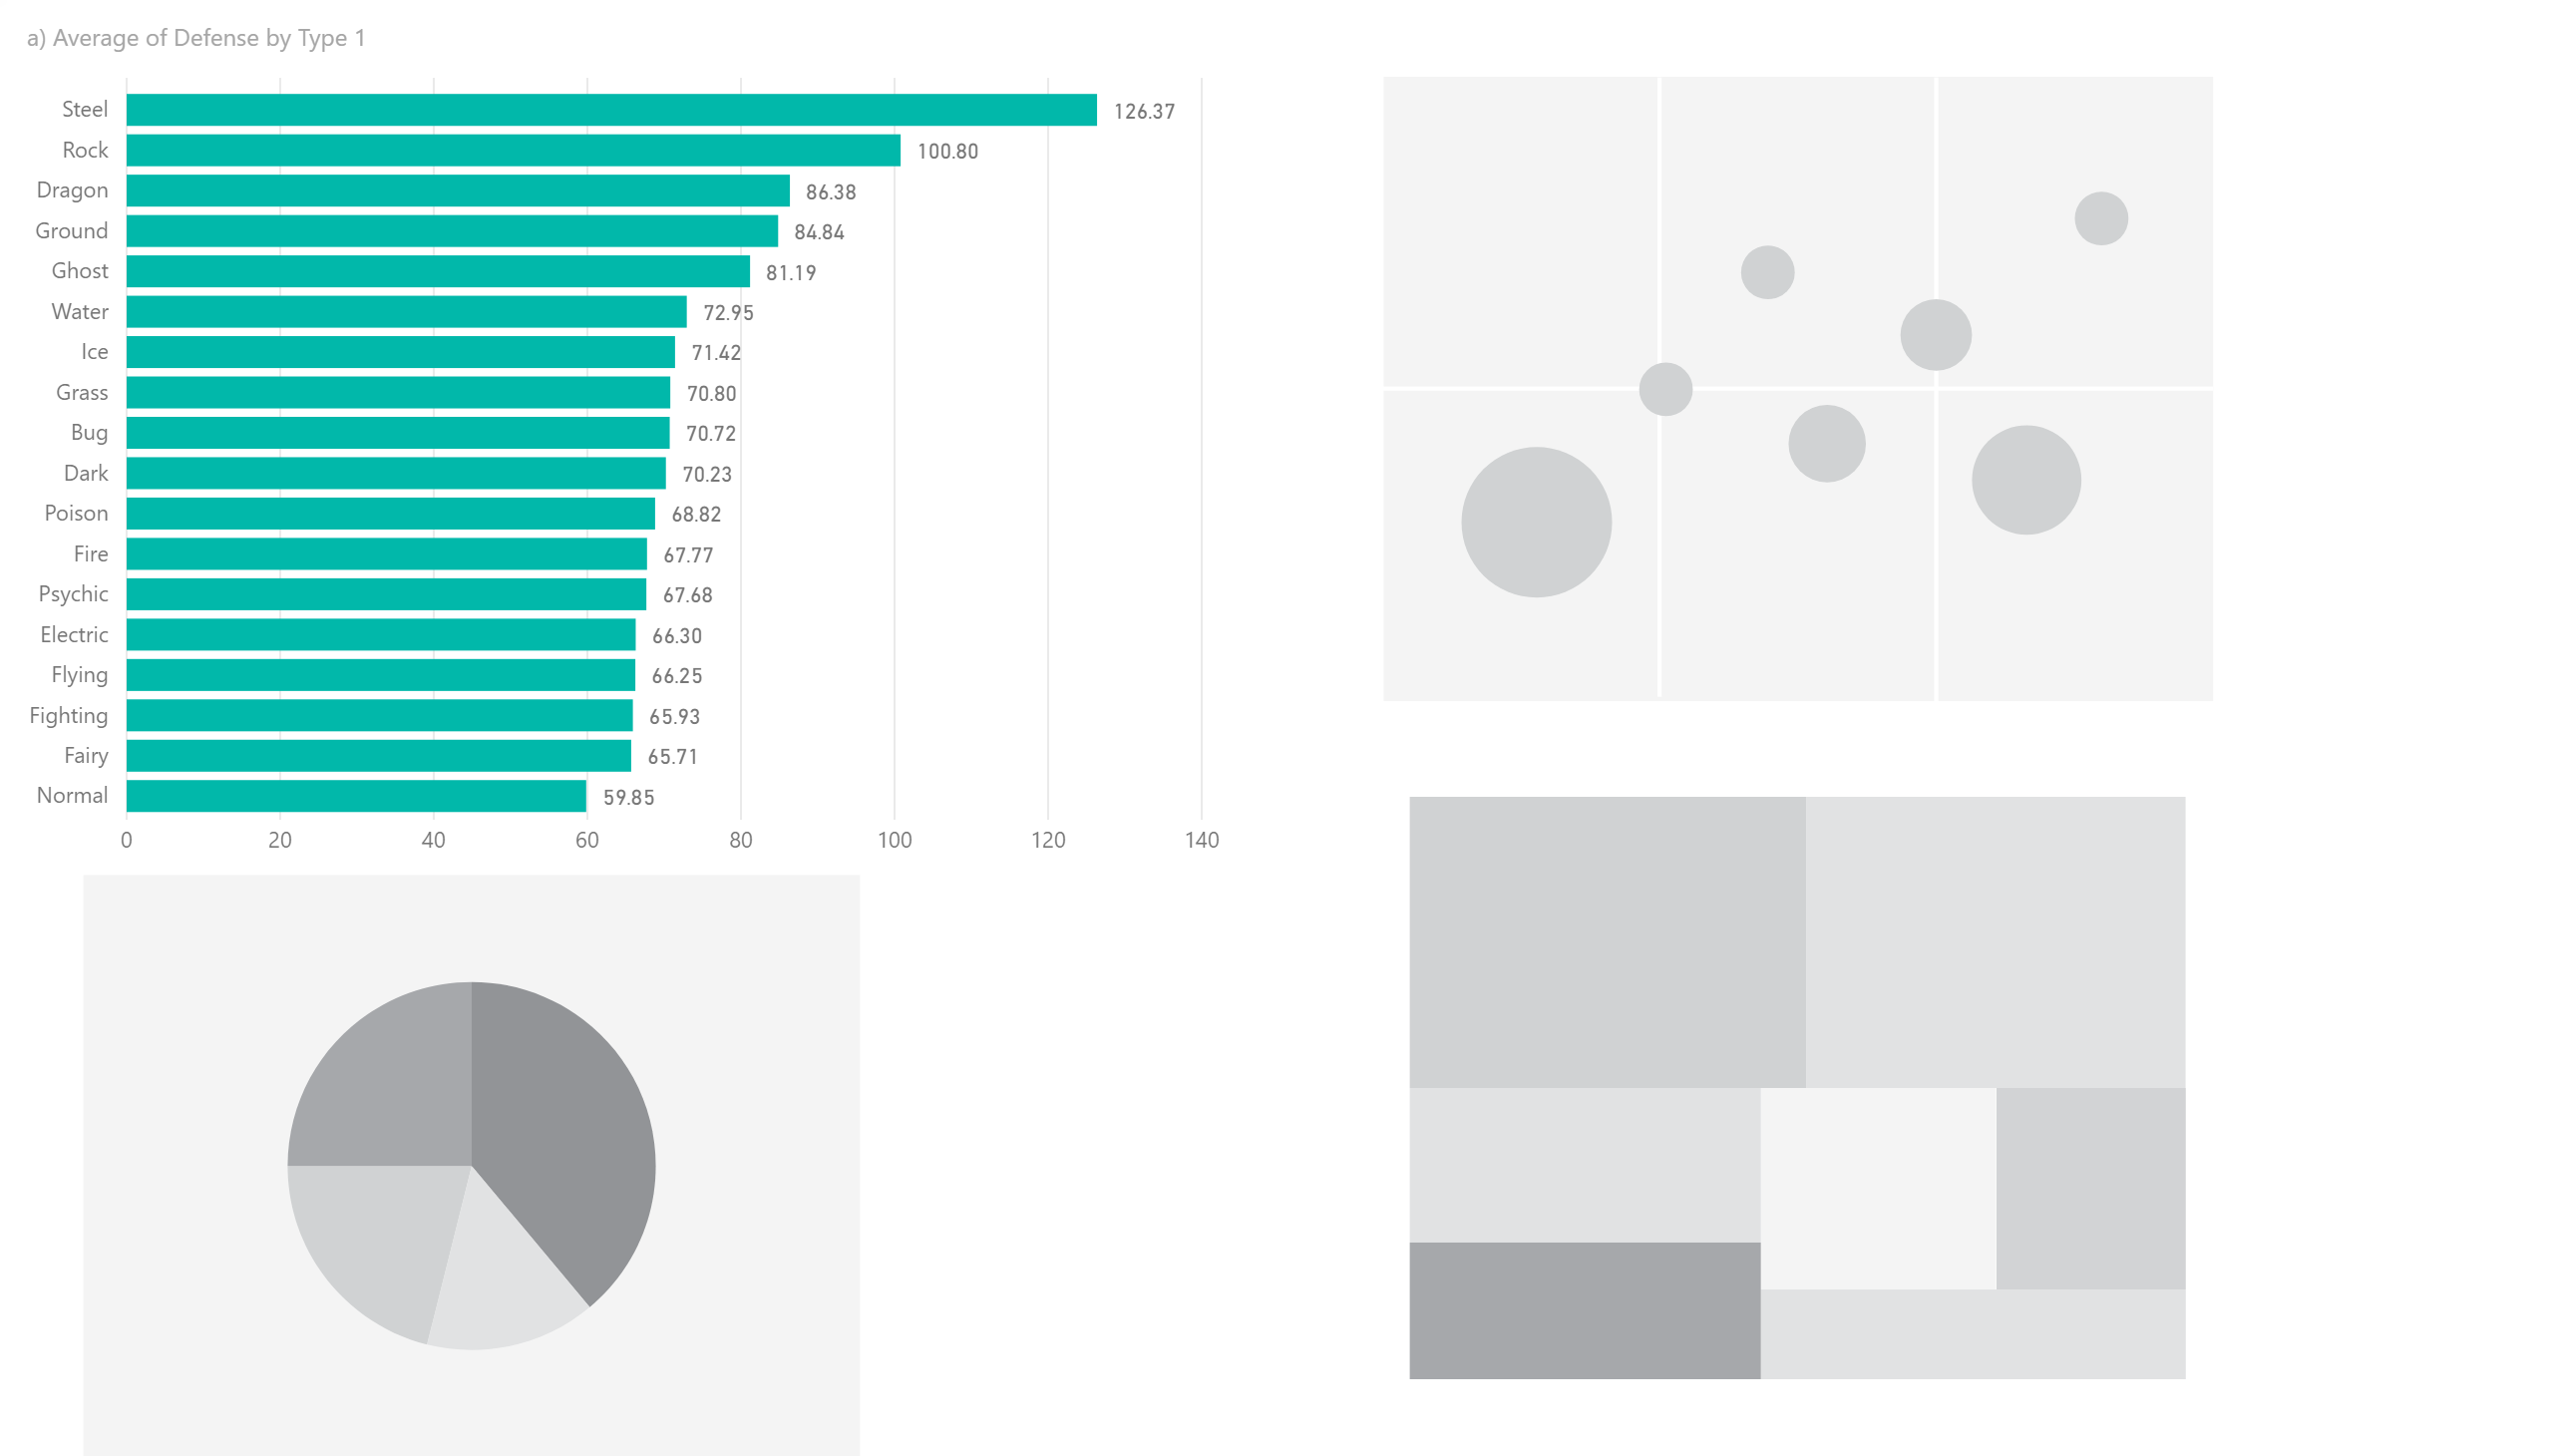 a) Average of Defense by Type 1
Steel 126.37
Rock 100.80
Dragon 86.38
Ground 84.84
Ghost 81.19
Water 72.95
Ice 71.42
Grass 70.80
Bug 70.72
Dark 70.23
Poison 68.82
Fire 67.77
Psychic 67.68
Electric 66.30
Flying 66.25
Fighting 65.93
Fairy 65.71
Normal 59.85
0 20 40 60 80 100 120 140